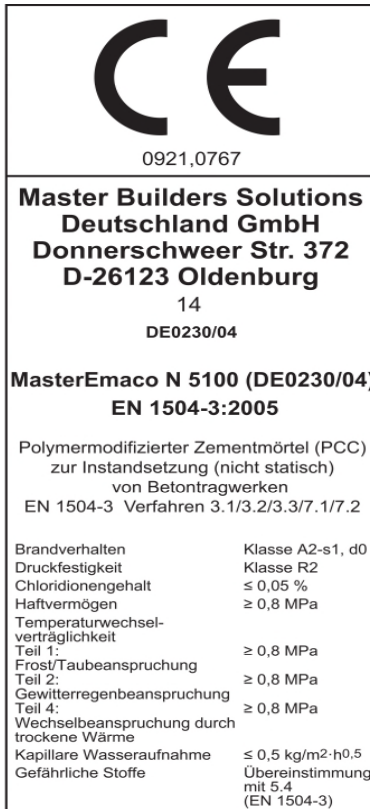 CE
0921,0767
Master Builders Solutions
Deutschland GmbH
Donnerschweer Str. 372
D-26123 Oldenburg
14
DE0230/04
MasterEmaco N 5100 (DE0230/04)
EN 1504-3:2005
Polymermodifizierter Zementmörtel (PCC)
zur Instandsetzung (nicht statisch)
von Betontragwerken
EN 1504-3 Verfahren 3.1/3.2/3.3/7.1/7.2
Brandverhalten Klasse A2-s1, d0
Druckfestigkeit Klasse R2
Chloridionengehalt ≤ 0,05 %
Haftvermögen ≥ 0,8 MPa
Temperaturwechsel-
verträglichkeit
Teil 1: ≥ 0,8 MPa
Frost/Taubeanspruchung
Teil 2: ≥ 0,8 MPa
Gewitterregenbeanspruchung
Teil 4: ≥ 0,8 MPa
Wechselbeanspruchung durch
trockene Wärme
Kapillare Wasseraufnahme ≤ 0,5 kg/m²·h⁰,⁵
Gefährliche Stoffe Übereinstimmung
mit 5.4
(EN 1504-3)